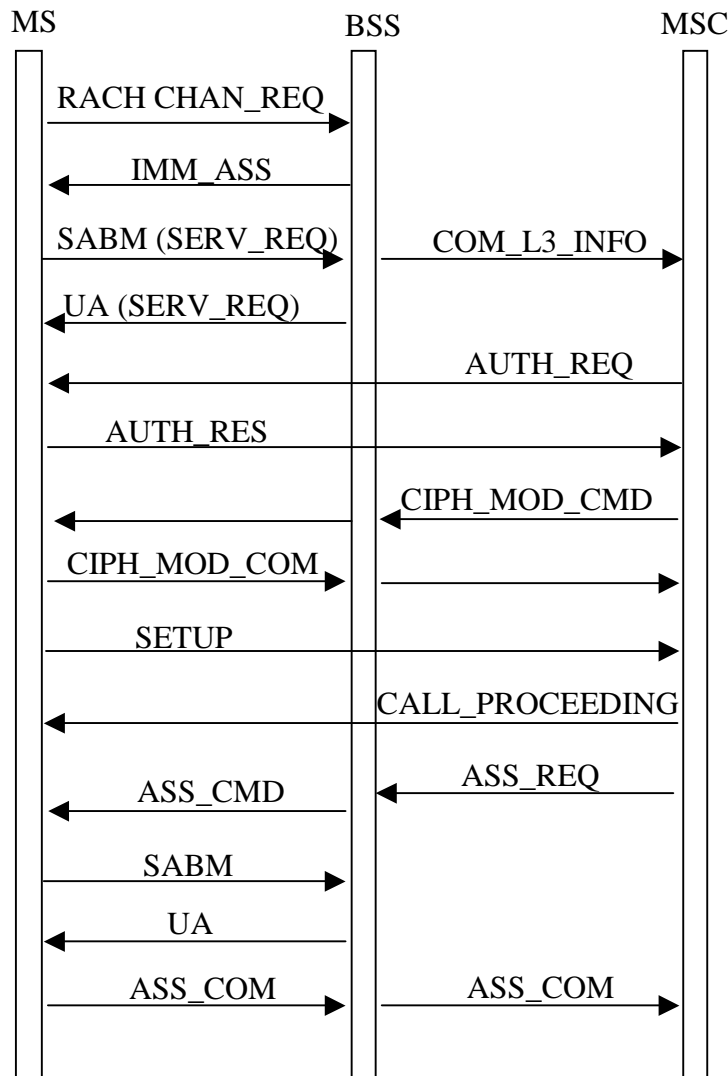 MS BSS MSC
RACH CHAN_REQ
IMM_ASS
SABM (SERV_REQ) COM_L3_INFO
UA (SERV_REQ)
AUTH_REQ
AUTH_RES
CIPH_MOD_CMD
CIPH_MOD_COM
SETUP
CALL_PROCEEDING
ASS_REQ
ASS_CMD
SABM
UA
ASS_COM ASS_COM